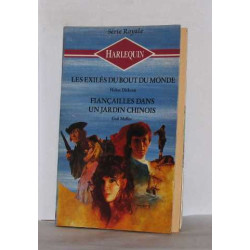 Série Royale
HARLEQUIN
LES EXILÉS DU BOUT DU MONDE
FIANÇAILLES DANS
UN JARDIN CHINOIS